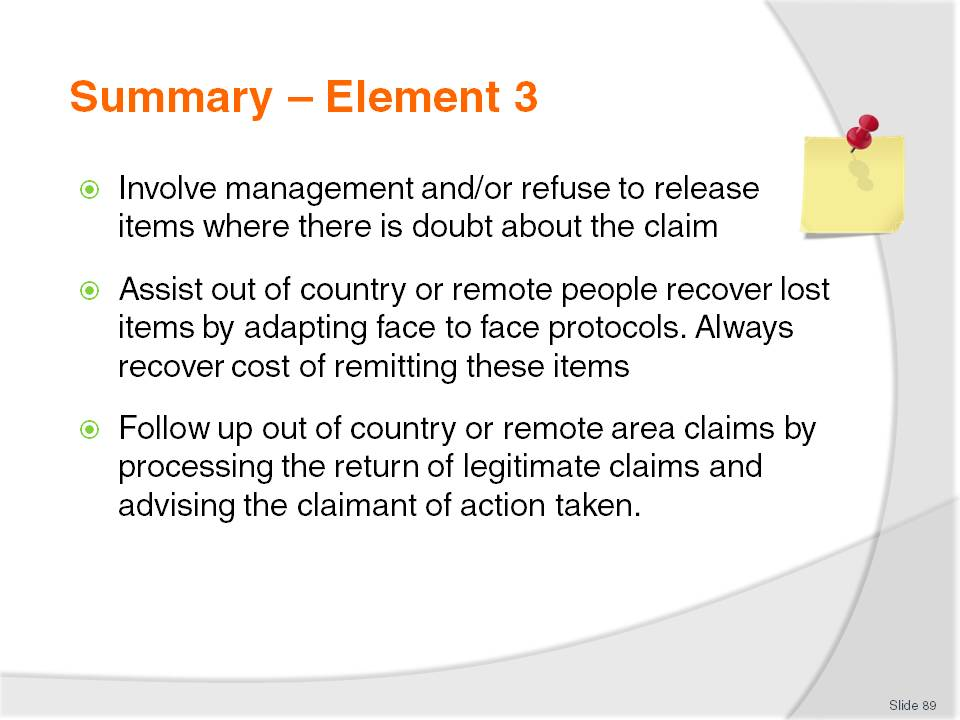 Summary – Element 3
Involve management and/or refuse to release
items where there is doubt about the claim
Assist out of country or remote people recover lost
items by adapting face to face protocols. Always
recover cost of remitting these items
Follow up out of country or remote area claims by
processing the return of legitimate claims and
advising the claimant of action taken.
Slide 89